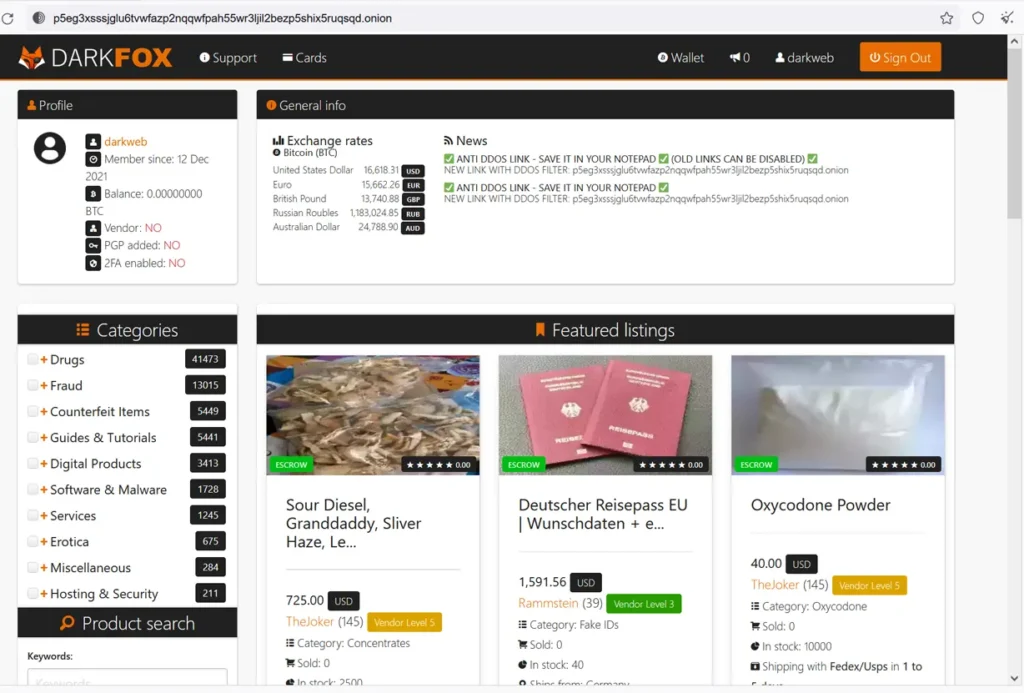 p5eg3xsssjglu6tvwfazp2nqqwfpah55wr3ljil2bezp5shix5ruqsqd.onion
DARKFOX Support Cards Wallet 0 darkweb Sign Out
Profile
darkweb
Member since: 12 Dec
2021
Balance: 0.00000000
BTC
Vendor: NO
PGP added: NO
2FA enabled: NO
General info
Exchange rates
Bitcoin (BTC)
United States Dollar 16,618.31 USD
Euro 15,662.26 EUR
British Pound 13,740.88 GBP
Russian Roubles 1,183,024.85 RUB
Australian Dollar 24,788.90 AUD
News
✅ ANTI DDOS LINK - SAVE IT IN YOUR NOTEPAD ✅ (OLD LINKS CAN BE DISABLED) ✅
NEW LINK WITH DDOS FILTER: p5eg3xsssjglu6tvwfazp2nqqwfpah55wr3ljil2bezp5shix5ruqsqd.onion
✅ ANTI DDOS LINK - SAVE IT IN YOUR NOTEPAD ✅
NEW LINK WITH DDOS FILTER: p5eg3xsssjglu6tvwfazp2nqqwfpah55wr3ljil2bezp5shix5ruqsqd.onion
Categories
+ Drugs 41473
+ Fraud 13015
+ Counterfeit Items 5449
+ Guides & Tutorials 5441
+ Digital Products 3413
+ Software & Malware 1728
+ Services 1245
+ Erotica 675
+ Miscellaneous 284
+ Hosting & Security 211
Product search
Keywords:
Keywords
Featured listings
ESCROW ★★★★★ 0.00
Sour Diesel,
Granddaddy, Sliver
Haze, Le...
725.00 USD
TheJoker (145) Vendor Level 5
Category: Concentrates
Sold: 0
In stock: 2500
REISEPASS
ESCROW ★★★★★ 0.00
Deutscher Reisepass EU
| Wunschdaten + e...
1,591.56 USD
Rammstein (39) Vendor Level 3
Category: Fake IDs
Sold: 0
In stock: 40
Ships from: Germany
ESCROW ★★★★★ 0.00
Oxycodone Powder
40.00 USD
TheJoker (145) Vendor Level 5
Category: Oxycodone
Sold: 0
In stock: 10000
Shipping with Fedex/Usps in 1 to
5 days